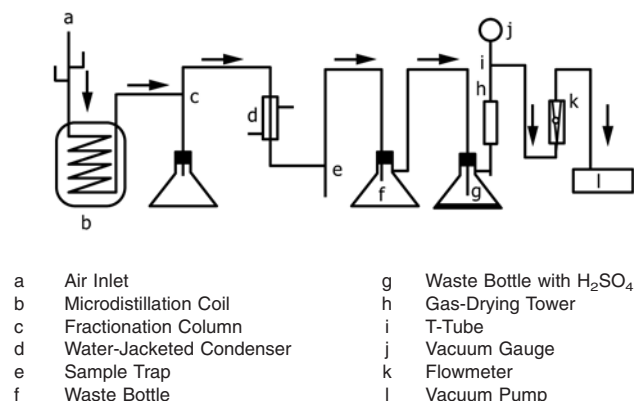 a
j
i
h
k
c
d
e
f
g
l
b
a Air Inlet
b Microdistillation Coil
c Fractionation Column
d Water-Jacketed Condenser
e Sample Trap
f Waste Bottle
g Waste Bottle with H₂SO₄
h Gas-Drying Tower
i T-Tube
j Vacuum Gauge
k Flowmeter
l Vacuum Pump